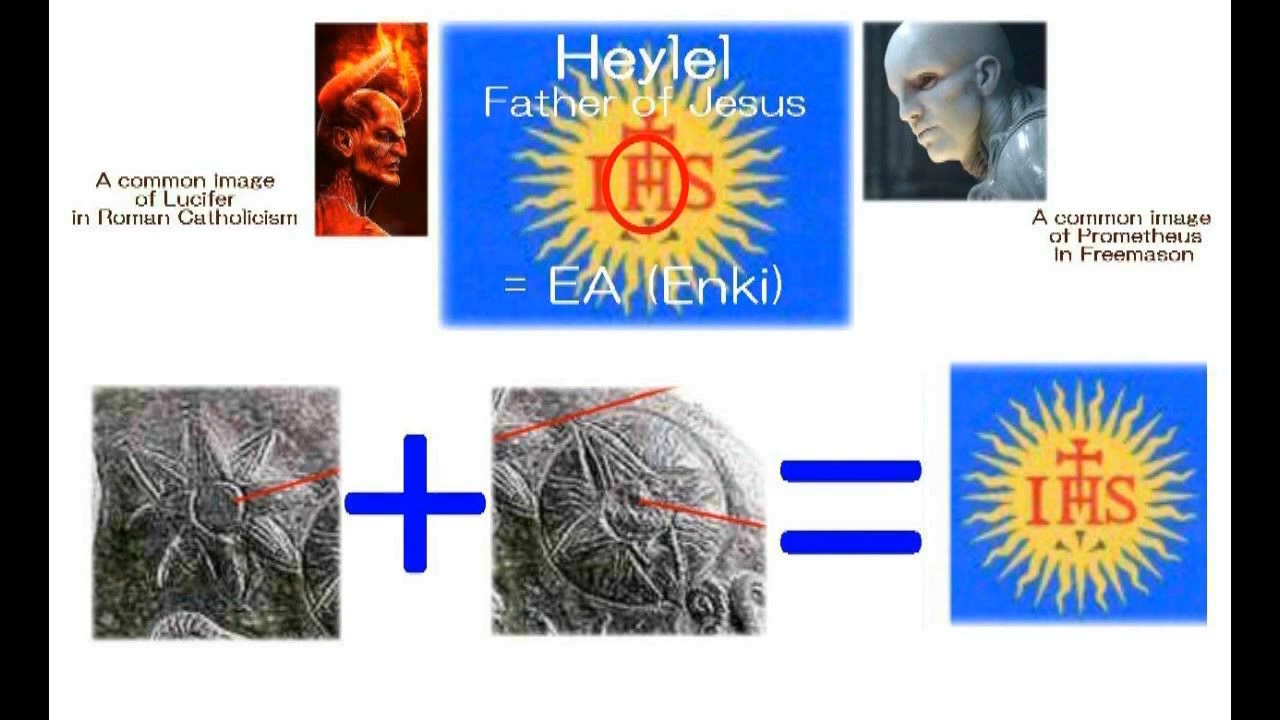 Heylel
Father of Jesus
IHS
= EA (Enki)
A common image
of Lucifer
in Roman Catholicism
A common image
of Prometheus
in Freemason
IHS